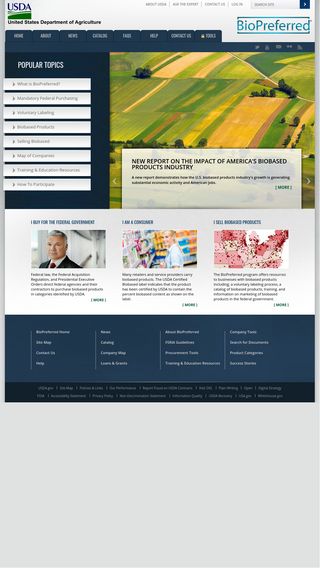 USDA
United States Department of Agriculture
ABOUT USDA
ASK THE EXPERT
CONTACT US
LOG IN
SEARCH SITE
BioPreferred
HOME
ABOUT
NEWS
CATALOG
FAQS
HELP
CONTACT US
TOOLS
POPULAR TOPICS
What is BioPreferred?
Mandatory Federal Purchasing
Voluntary Labeling
Biobased Products
Selling Biobased
Map of Companies
Training & Education Resources
How To Participate
NEW REPORT ON THE IMPACT OF AMERICA'S BIOBASED
PRODUCTS INDUSTRY
A new report demonstrates how the U.S. biobased products industry's growth is generating
substantial economic activity and American jobs.
[ MORE ]
I BUY FOR THE FEDERAL GOVERNMENT
Federal law, the Federal Acquisition
Regulation, and Presidential Executive
Orders direct federal agencies and their
contractors to purchase biobased products
in categories identified by USDA.
[ MORE ]
I AM A CONSUMER
Many retailers and service providers carry
biobased products. The USDA Certified
Biobased label indicates that the product
has been certified by USDA to contain the
percent biobased content as shown on the
label.
[ MORE ]
I SELL BIOBASED PRODUCTS
The BioPreferred program offers resources
to businesses with biobased products
including: a voluntary labeling process, a
catalog of biobased products, training, and
information on marketing of biobased
products in the federal government.
[ MORE ]
BioPreferred Home
Site Map
Contact Us
Help
News
Catalog
Company Map
Loans & Grants
About BioPreferred
FSRIA Guidelines
Procurement Tools
Training & Education Resources
Company Tools
Search for Documents
Product Categories
Success Stories
USDA.gov | Site Map | Policies & Links | Our Performance | Report Fraud on USDA Contracts | Visit OIG | Plain Writing | Open | Digital Strategy
FOIA | Accessibility Statement | Privacy Policy | Non-Discrimination Statement | Information Quality | USDA Recovery | USA.gov | Whitehouse.gov